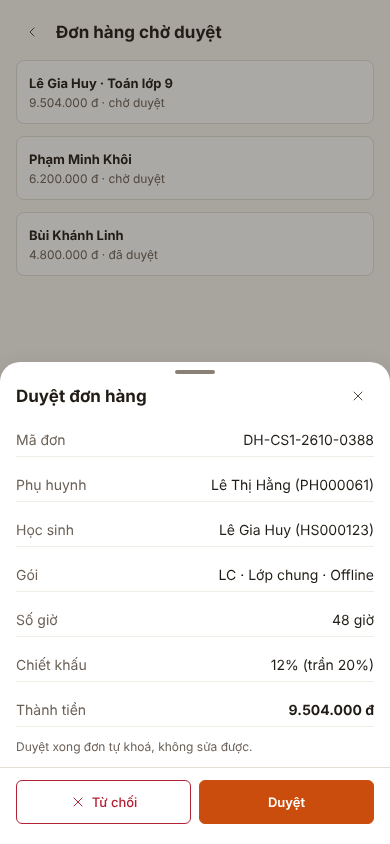 Đơn hàng chờ duyệt
Lê Gia Huy · Toán lớp 9
9.504.000 đ · chờ duyệt
Phạm Minh Khôi
6.200.000 đ · chờ duyệt
Bùi Khánh Linh
4.800.000 đ · đã duyệt
Duyệt đơn hàng
Mã đơn DH-CS1-2610-0388
Phụ huynh Lê Thị Hằng (PH000061)
Học sinh Lê Gia Huy (HS000123)
Gói LC · Lớp chung · Offline
Số giờ 48 giờ
Chiết khấu 12% (trần 20%)
Thành tiền 9.504.000 đ
Duyệt xong đơn tự khoá, không sửa được.
Từ chối Duyệt